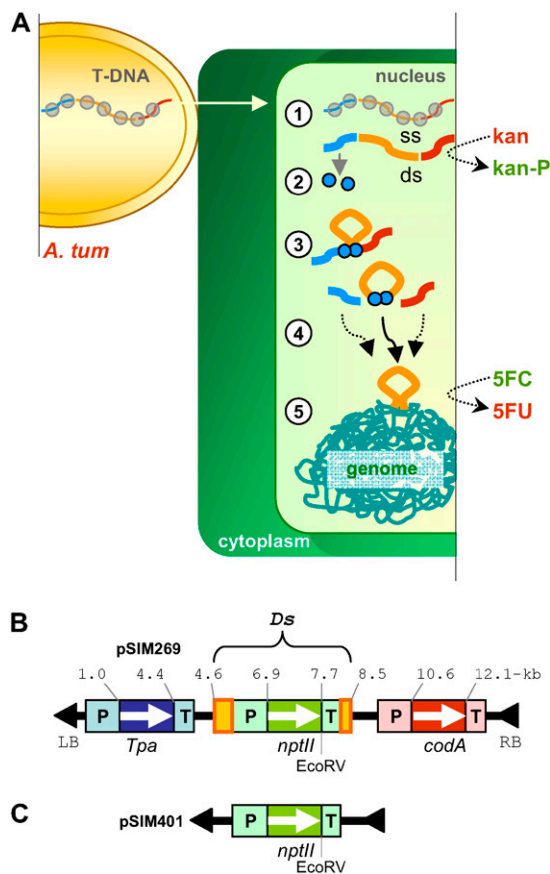 A
T-DNA
nucleus
1
ss
kan
ds
kan-P
2
A. tum
3
4
5FC
5
5FU
genome
cytoplasm
B
Ds
pSIM269
1.0 4.4 4.6 6.9 7.7 8.5 10.6 12.1-kb
P T P T P T
LB Tpa nptII codA RB
EcoRV
C
pSIM401 P T
nptII
EcoRV